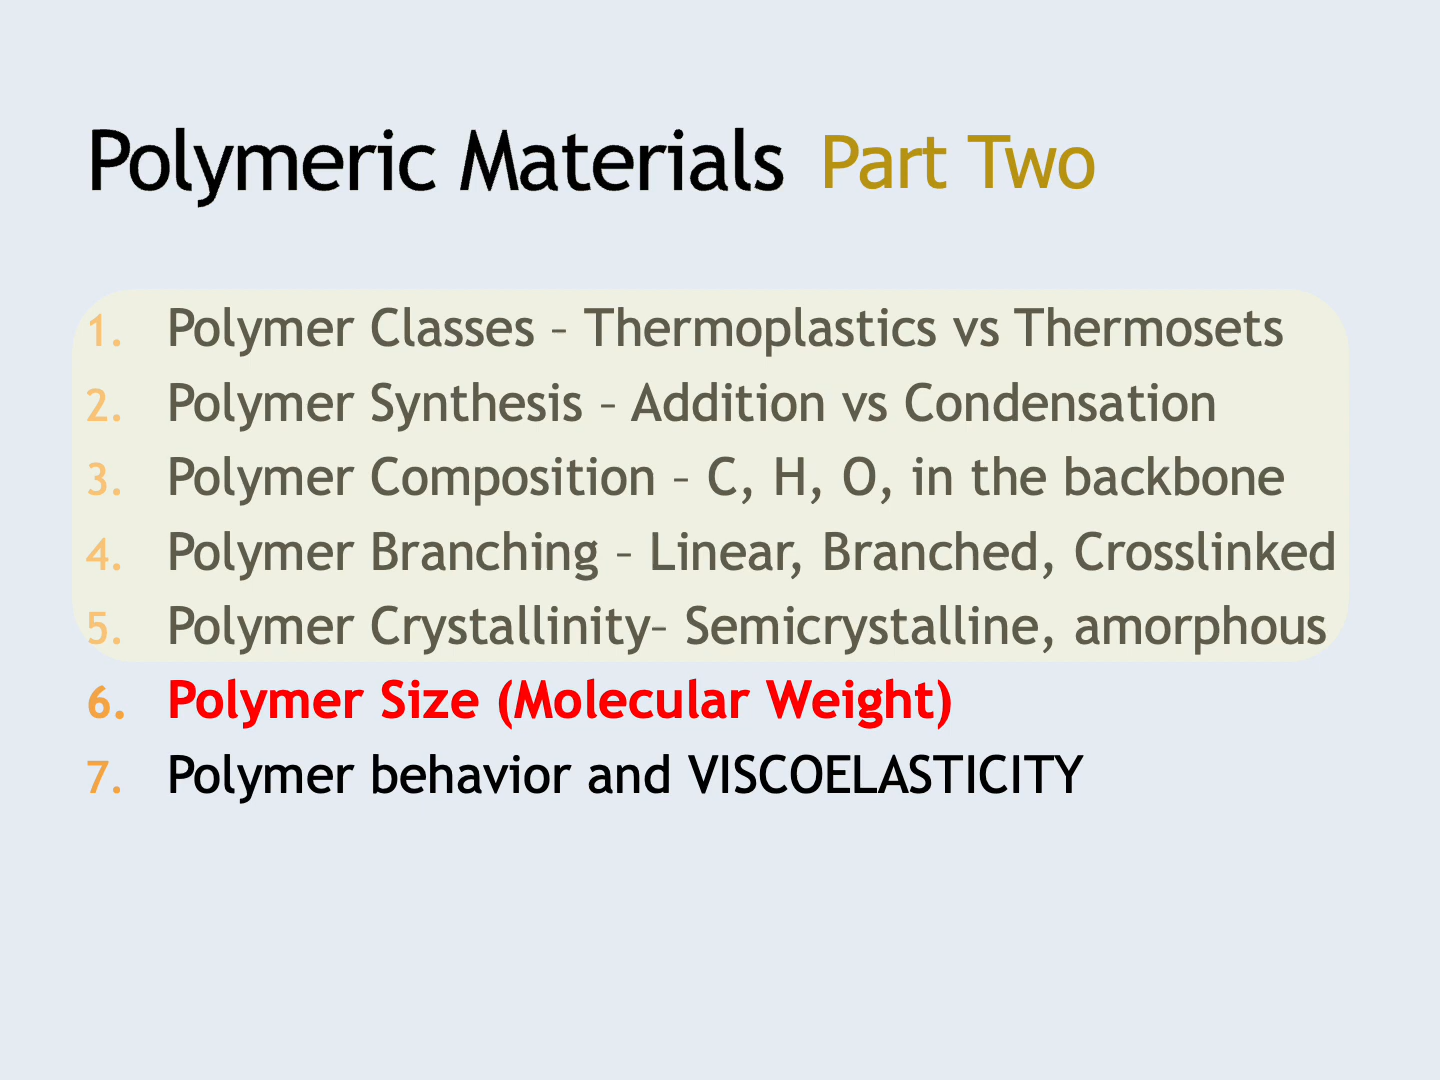 Polymeric Materials Part Two
1. Polymer Classes – Thermoplastics vs Thermosets
2. Polymer Synthesis – Addition vs Condensation
3. Polymer Composition – C, H, O, in the backbone
4. Polymer Branching – Linear, Branched, Crosslinked
5. Polymer Crystallinity– Semicrystalline, amorphous
6. Polymer Size (Molecular Weight)
7. Polymer behavior and VISCOELASTICITY